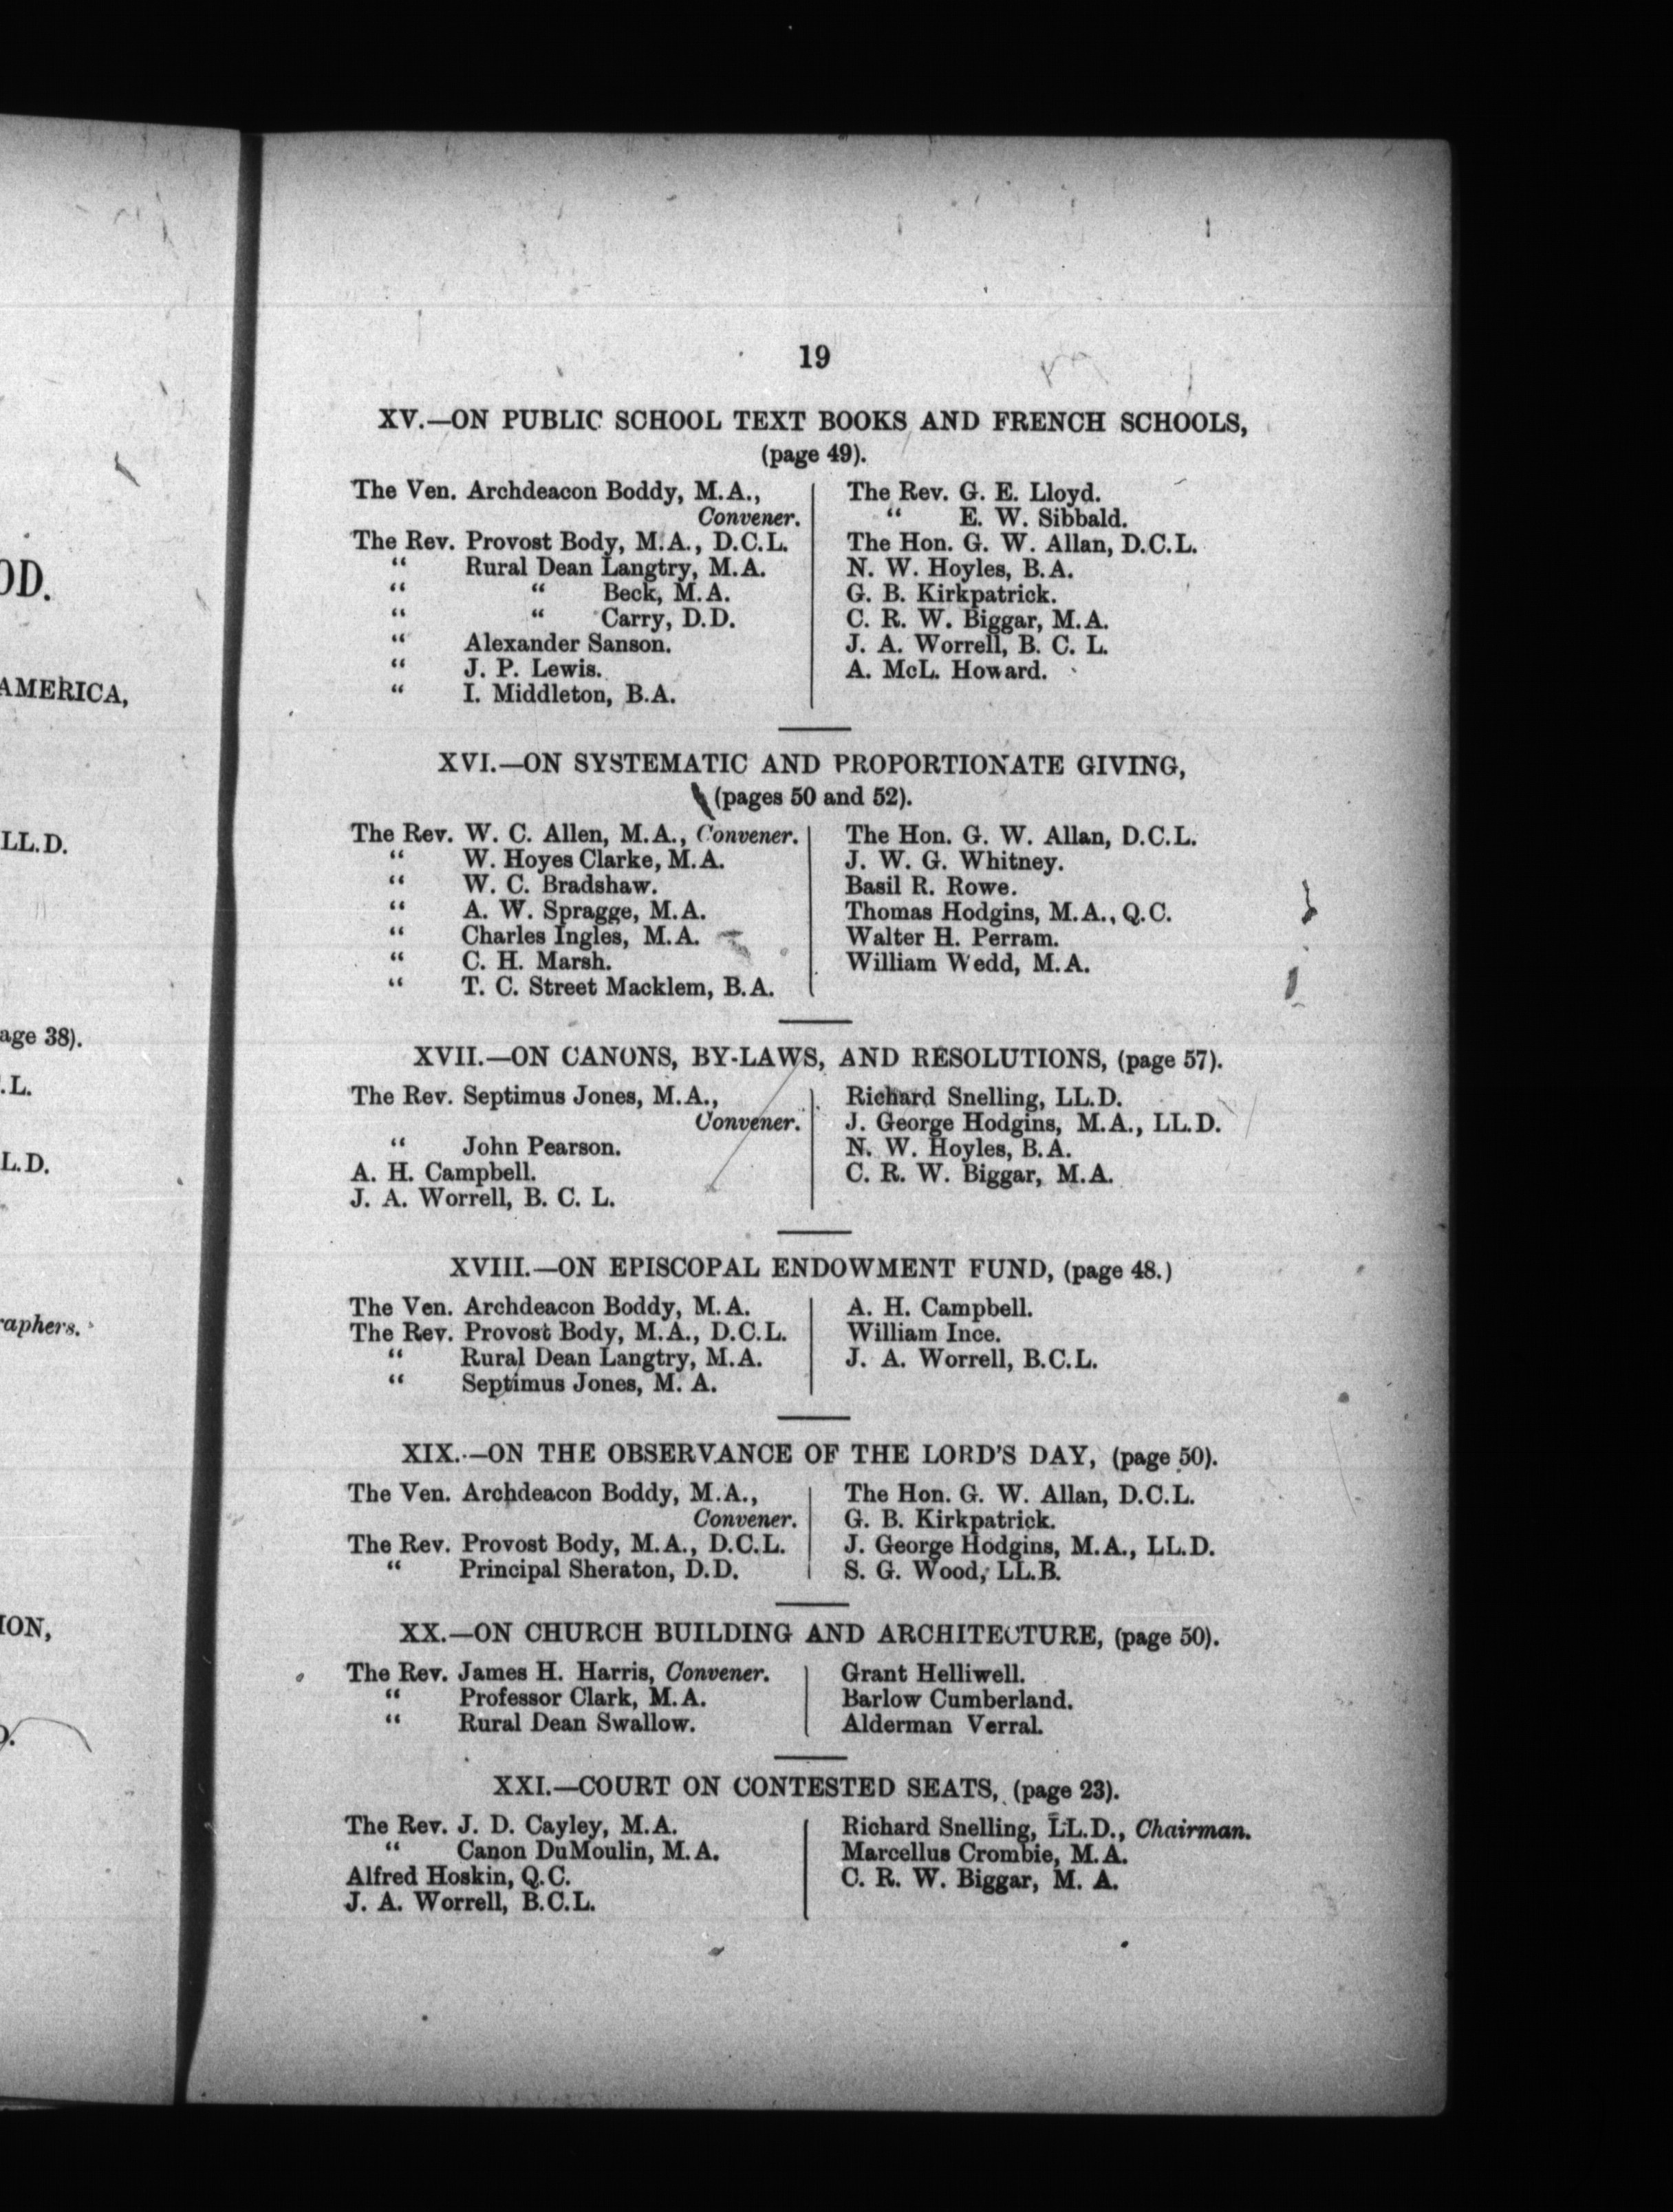 OD.
AMERICA,
LL.D.
age 38).
.L.
L.D.
raphers.
ION,
19
XV.—ON PUBLIC SCHOOL TEXT BOOKS AND FRENCH SCHOOLS,
(page 49).
The Ven. Archdeacon Boddy, M.A.,
Convener.
The Rev. Provost Body, M.A., D.C.L.
“ Rural Dean Langtry, M.A.
“ “ Beck, M.A.
“ “ Carry, D.D.
“ Alexander Sanson.
“ J. P. Lewis.
“ I. Middleton, B.A.
The Rev. G. E. Lloyd.
“ E. W. Sibbald.
The Hon. G. W. Allan, D.C.L.
N. W. Hoyles, B.A.
G. B. Kirkpatrick.
C. R. W. Biggar, M.A.
J. A. Worrell, B. C. L.
A. McL. Howard.
XVI.—ON SYSTEMATIC AND PROPORTIONATE GIVING,
(pages 50 and 52).
The Rev. W. C. Allen, M.A., Convener.
“ W. Hoyes Clarke, M.A.
“ W. C. Bradshaw.
“ A. W. Spragge, M.A.
“ Charles Ingles, M.A.
“ C. H. Marsh.
“ T. C. Street Macklem, B.A.
The Hon. G. W. Allan, D.C.L.
J. W. G. Whitney.
Basil R. Rowe.
Thomas Hodgins, M.A., Q.C.
Walter H. Perram.
William Wedd, M.A.
XVII.—ON CANONS, BY-LAWS, AND RESOLUTIONS, (page 57).
The Rev. Septimus Jones, M.A.,
Convener.
“ John Pearson.
A. H. Campbell.
J. A. Worrell, B. C. L.
Richard Snelling, LL.D.
J. George Hodgins, M.A., LL.D.
N. W. Hoyles, B.A.
C. R. W. Biggar, M.A.
XVIII.—ON EPISCOPAL ENDOWMENT FUND, (page 48.)
The Ven. Archdeacon Boddy, M.A.
The Rev. Provost Body, M.A., D.C.L.
“ Rural Dean Langtry, M.A.
“ Septimus Jones, M. A.
A. H. Campbell.
William Ince.
J. A. Worrell, B.C.L.
XIX.—ON THE OBSERVANCE OF THE LORD'S DAY, (page 50).
The Ven. Archdeacon Boddy, M.A.,
Convener.
The Rev. Provost Body, M.A., D.C.L.
“ Principal Sheraton, D.D.
The Hon. G. W. Allan, D.C.L.
G. B. Kirkpatrick.
J. George Hodgins, M.A., LL.D.
S. G. Wood, LL.B.
XX.—ON CHURCH BUILDING AND ARCHITECTURE, (page 50).
The Rev. James H. Harris, Convener.
“ Professor Clark, M.A.
“ Rural Dean Swallow.
Grant Helliwell.
Barlow Cumberland.
Alderman Verral.
XXI.—COURT ON CONTESTED SEATS, (page 23).
The Rev. J. D. Cayley, M.A.
“ Canon DuMoulin, M.A.
Alfred Hoskin, Q.C.
J. A. Worrell, B.C.L.
Richard Snelling, LL.D., Chairman.
Marcellus Crombie, M.A.
C. R. W. Biggar, M. A.